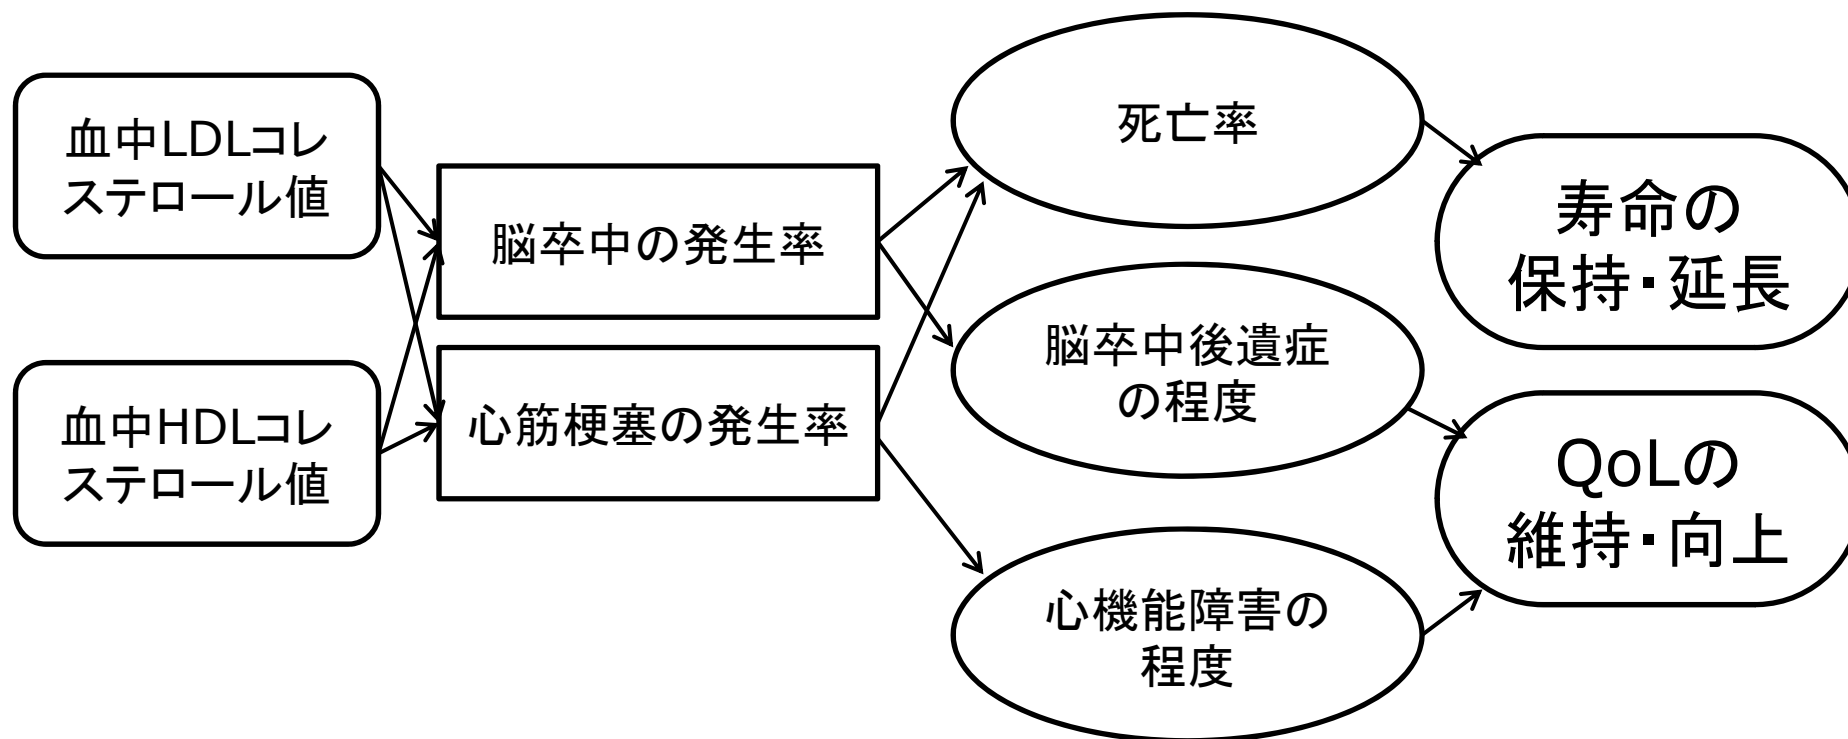 血中LDLコレ
ステロール値
血中HDLコレ
ステロール値
脳卒中の発生率
心筋梗塞の発生率
死亡率
脳卒中後遺症
の程度
心機能障害の
程度
寿命の
保持・延長
QoLの
維持・向上